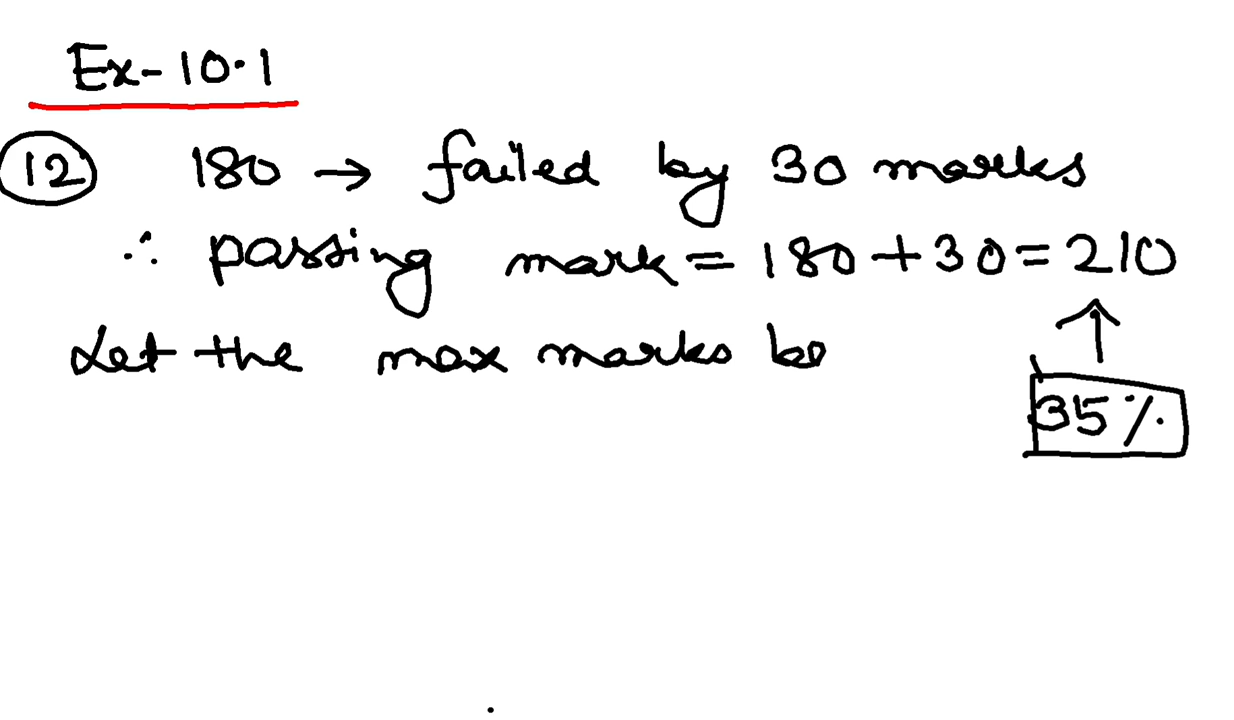 Ex-10.1
12 180 → failed by 30 marks
∴ passing mark = 180 + 30 = 210
Let the max marks be
↑
35%